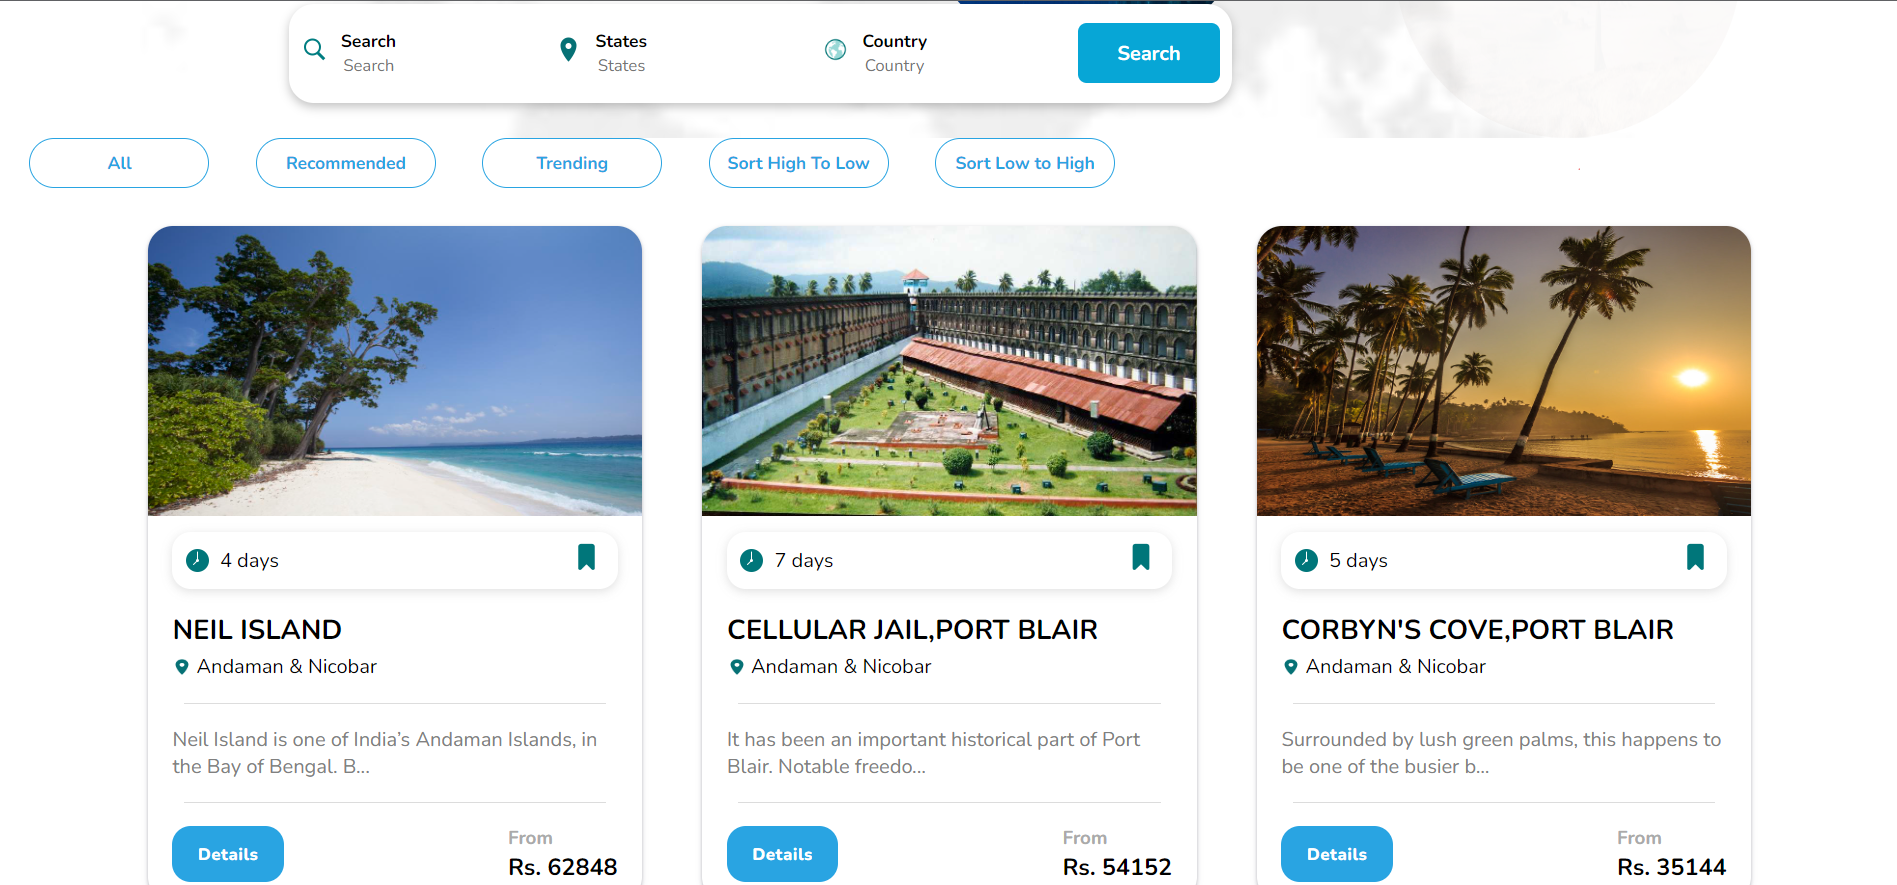 Search
Search
States
States
Country
Country
Search
All
Recommended
Trending
Sort High To Low
Sort Low to High
4 days
NEIL ISLAND
Andaman & Nicobar
Neil Island is one of India’s Andaman Islands, in
the Bay of Bengal. B...
Details
From
Rs. 62848
7 days
CELLULAR JAIL,PORT BLAIR
Andaman & Nicobar
It has been an important historical part of Port
Blair. Notable freedo...
Details
From
Rs. 54152
5 days
CORBYN'S COVE,PORT BLAIR
Andaman & Nicobar
Surrounded by lush green palms, this happens to
be one of the busier b...
Details
From
Rs. 35144